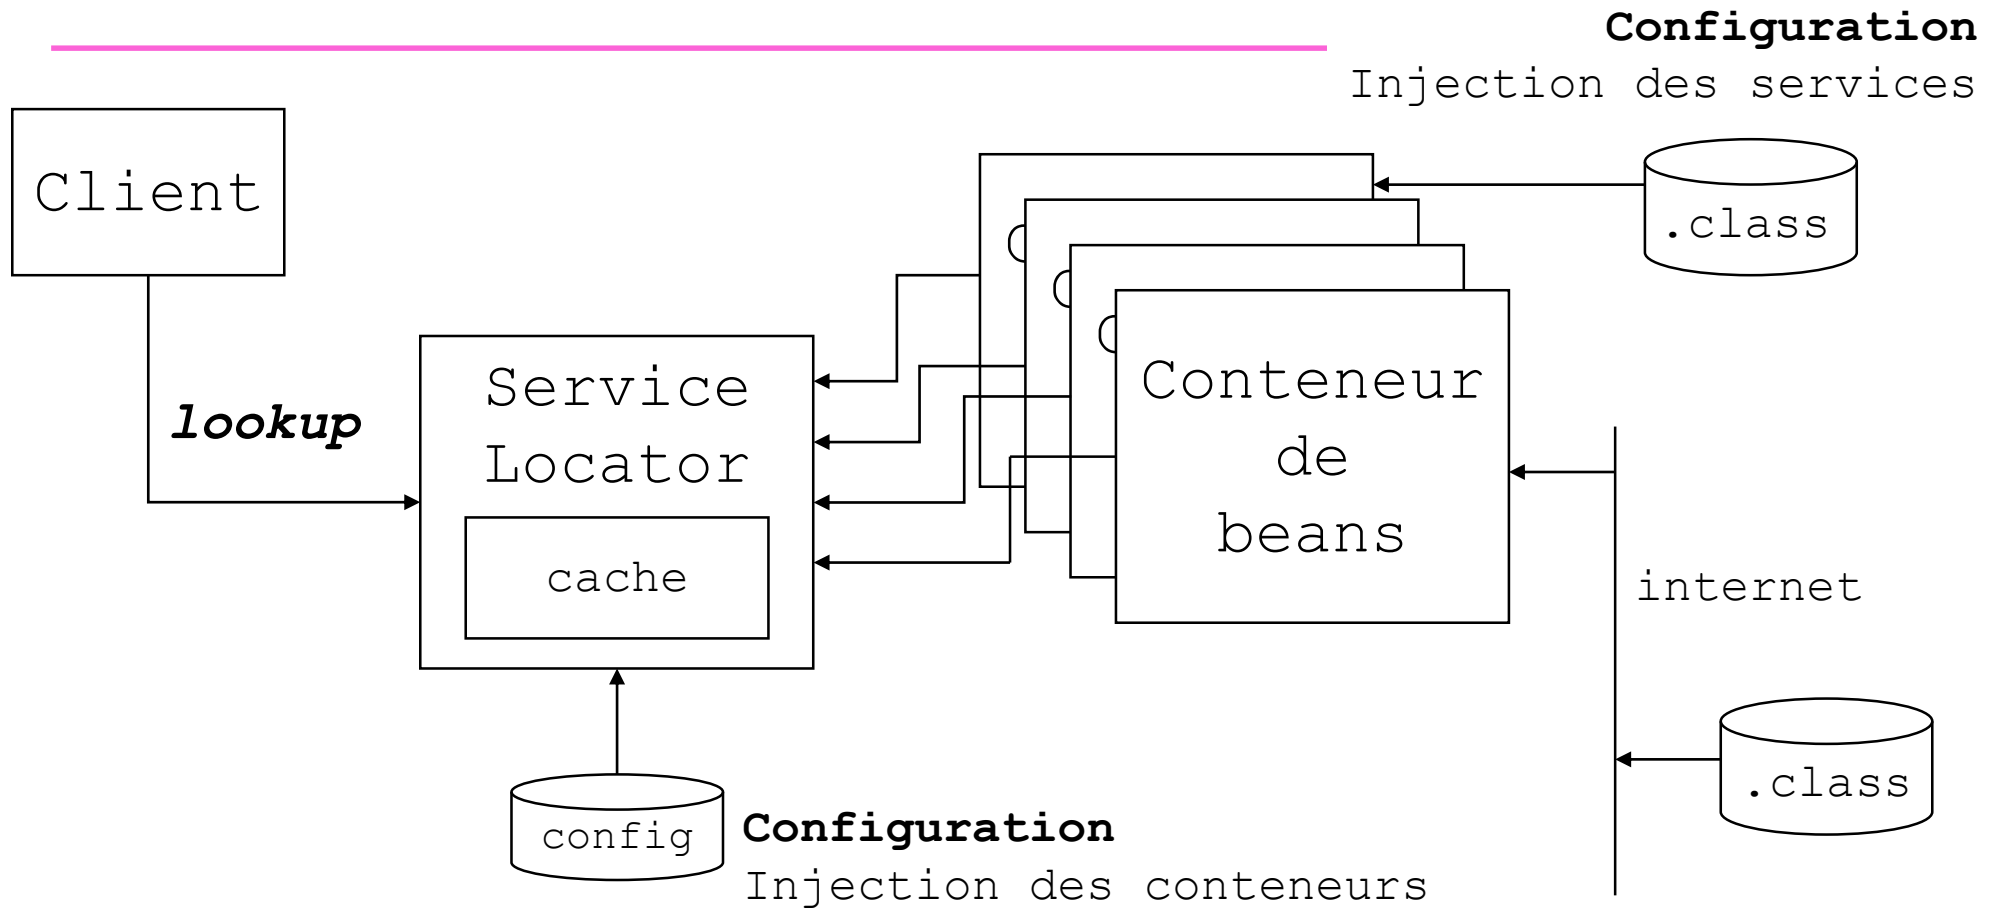 Configuration
Injection des services
Client
.class
Service
Locator
lookup
cache
Conteneur
de
beans
internet
.class
config
Configuration
Injection des conteneurs